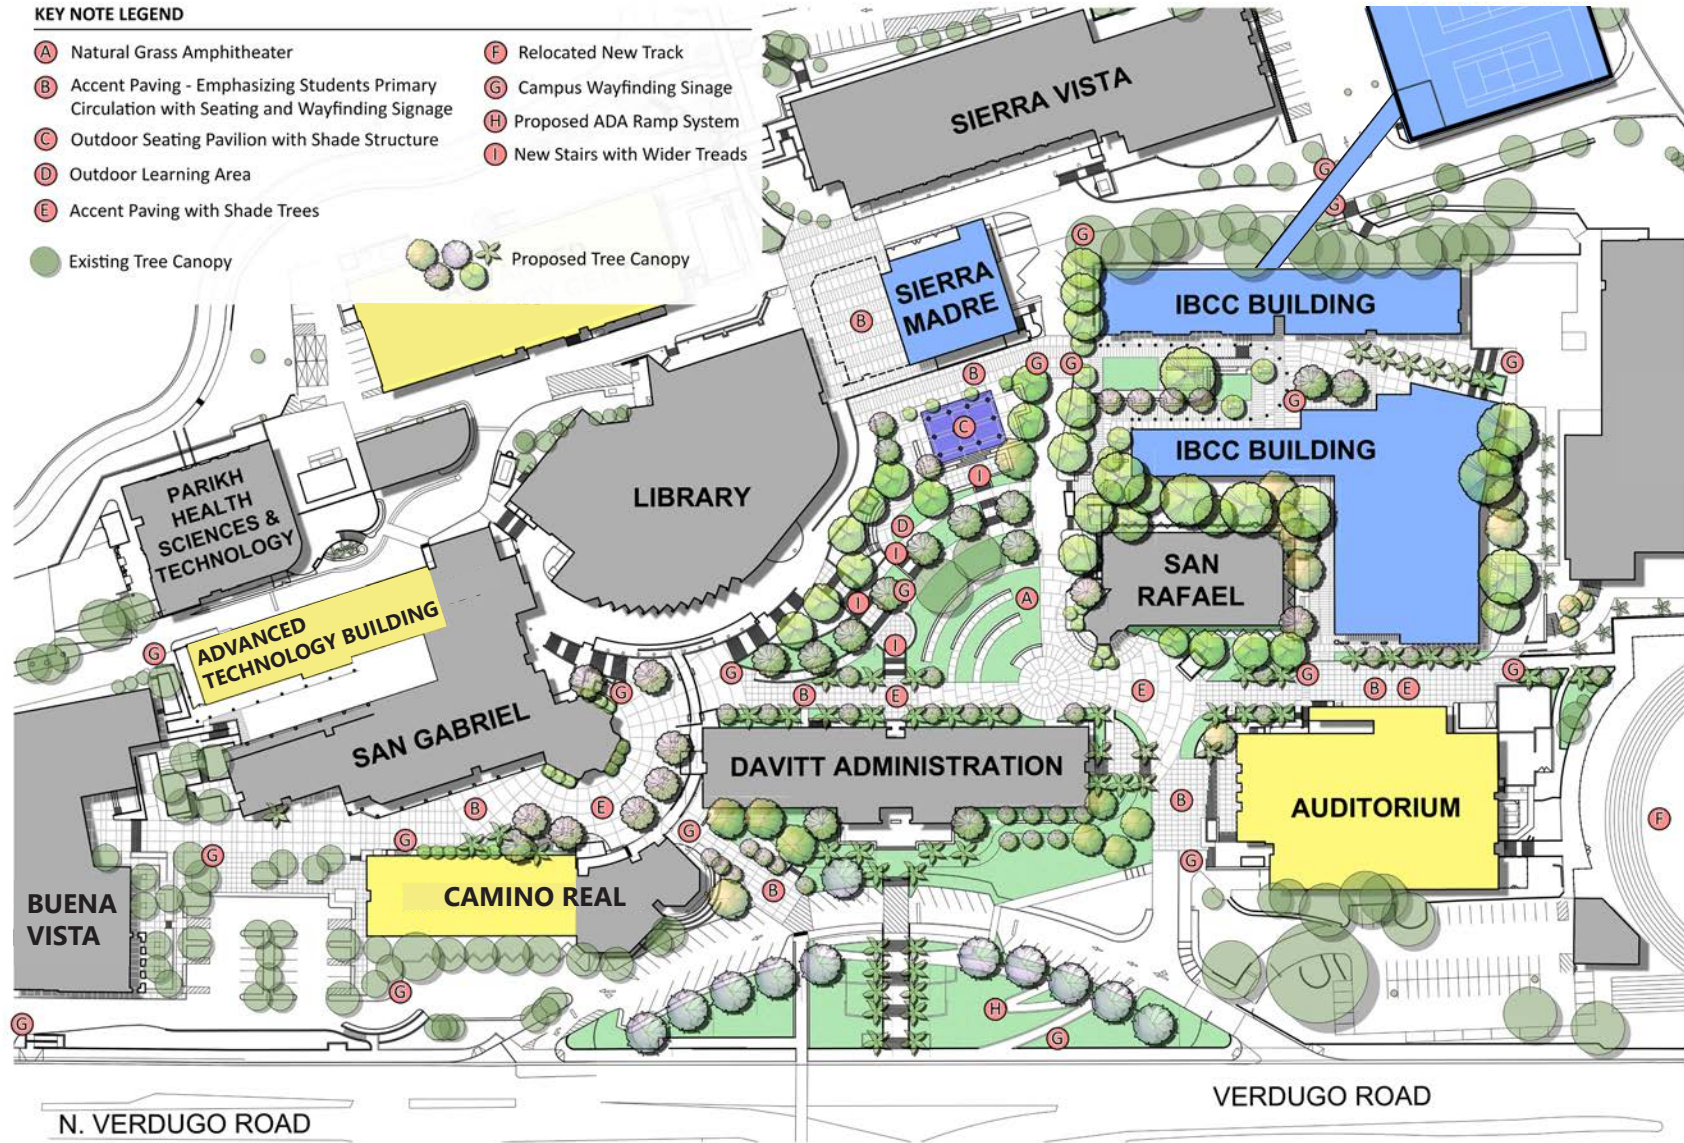 KEY NOTE LEGEND
A Natural Grass Amphitheater
B Accent Paving - Emphasizing Students Primary
Circulation with Seating and Wayfinding Signage
C Outdoor Seating Pavilion with Shade Structure
D Outdoor Learning Area
E Accent Paving with Shade Trees
Existing Tree Canopy
F Relocated New Track
G Campus Wayfinding Sinage
H Proposed ADA Ramp System
I New Stairs with Wider Treads
Proposed Tree Canopy
SIERRA VISTA
G
G
G
SIERRA
MADRE
B
IBCC BUILDING
B
G
G
G
G
C
IBCC BUILDING
I
PARIKH
HEALTH
SCIENCES &
TECHNOLOGY
LIBRARY
D
I
G
I
A
SAN
RAFAEL
I
ADVANCED
TECHNOLOGY BUILDING
G
G
G
B
E
E
G
B
E
G
SAN GABRIEL
DAVITT ADMINISTRATION
B
E
B
AUDITORIUM
F
G
G
G
G
BUENA
VISTA
CAMINO REAL
B
G
H
G
G
N. VERDUGO ROAD
VERDUGO ROAD